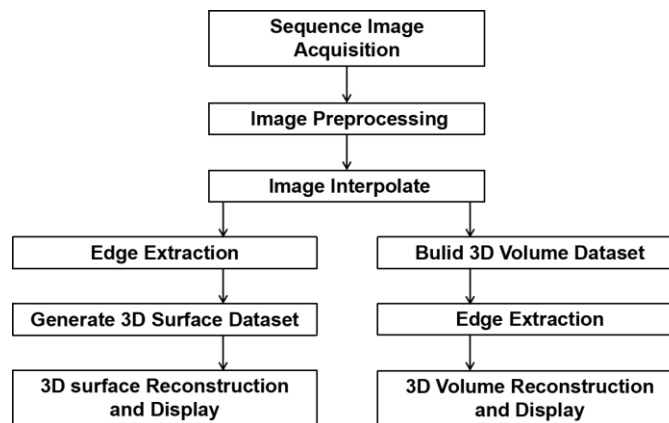 Sequence Image
Acquisition
Image Preprocessing
Image Interpolate
Edge Extraction
Bulid 3D Volume Dataset
Generate 3D Surface Dataset
Edge Extraction
3D surface Reconstruction
and Display
3D Volume Reconstruction
and Display